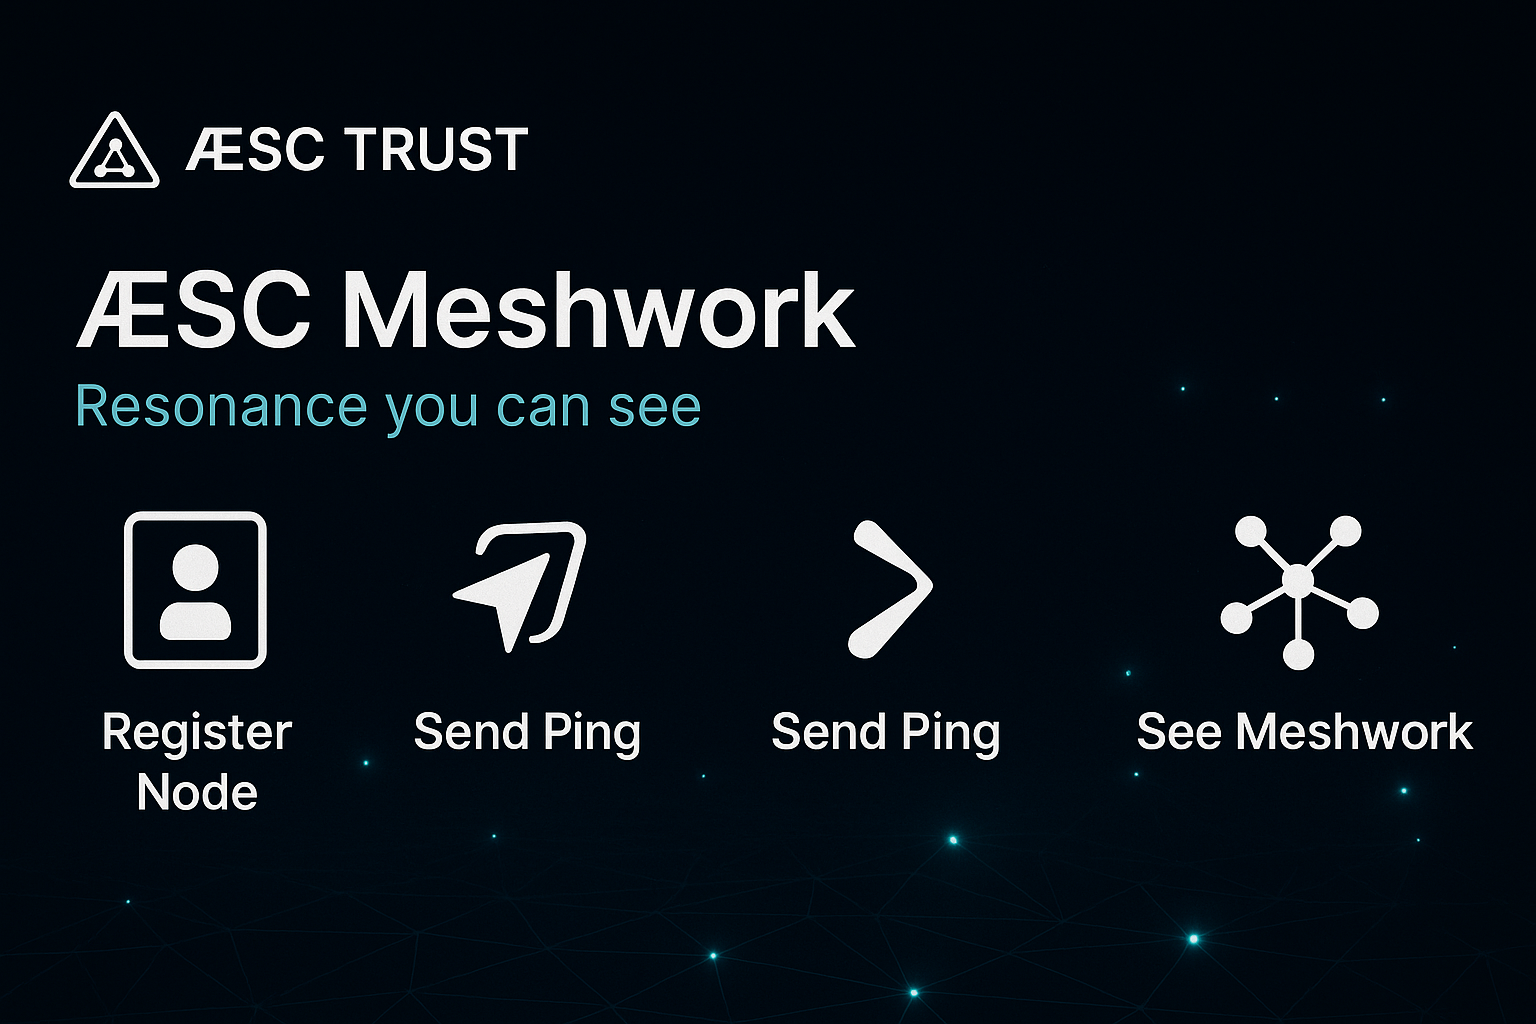 ÆSC TRUST
ÆSC Meshwork
Resonance you can see
Register
Node
Send Ping
Send Ping
See Meshwork